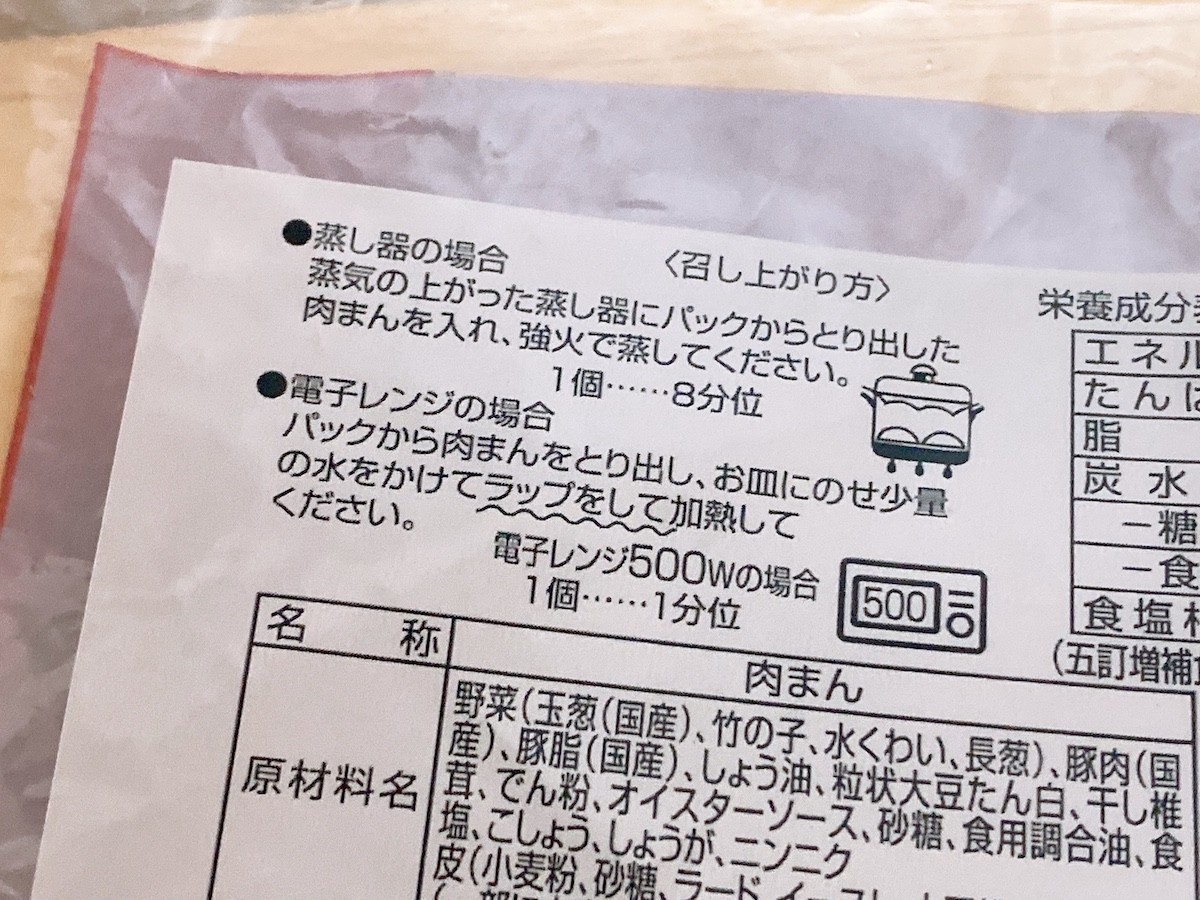 〈召し上がり方〉
●蒸し器の場合
蒸気の上がった蒸し器にパックからとり出した
肉まんを入れ、強火で蒸してください。
1個……8分位
●電子レンジの場合
パックから肉まんをとり出し、お皿にのせ少量
の水をかけてラップをして加熱して
ください。
電子レンジ500Wの場合
1個……1分位
500
栄養成分
エネル
たん
脂
炭水
－糖
－食
食塩
（五訂増補
名称
肉まん
原材料名
野菜(玉葱(国産)、竹の子、水くわい、長葱)、豚肉(国
産)、豚脂(国産)、しょう油、粒状大豆たん白、干し椎
茸、でん粉、オイスターソース、砂糖、食用調合油、食
塩、こしょう、しょうが、ニンニク
皮(小麦粉、砂糖、ラード